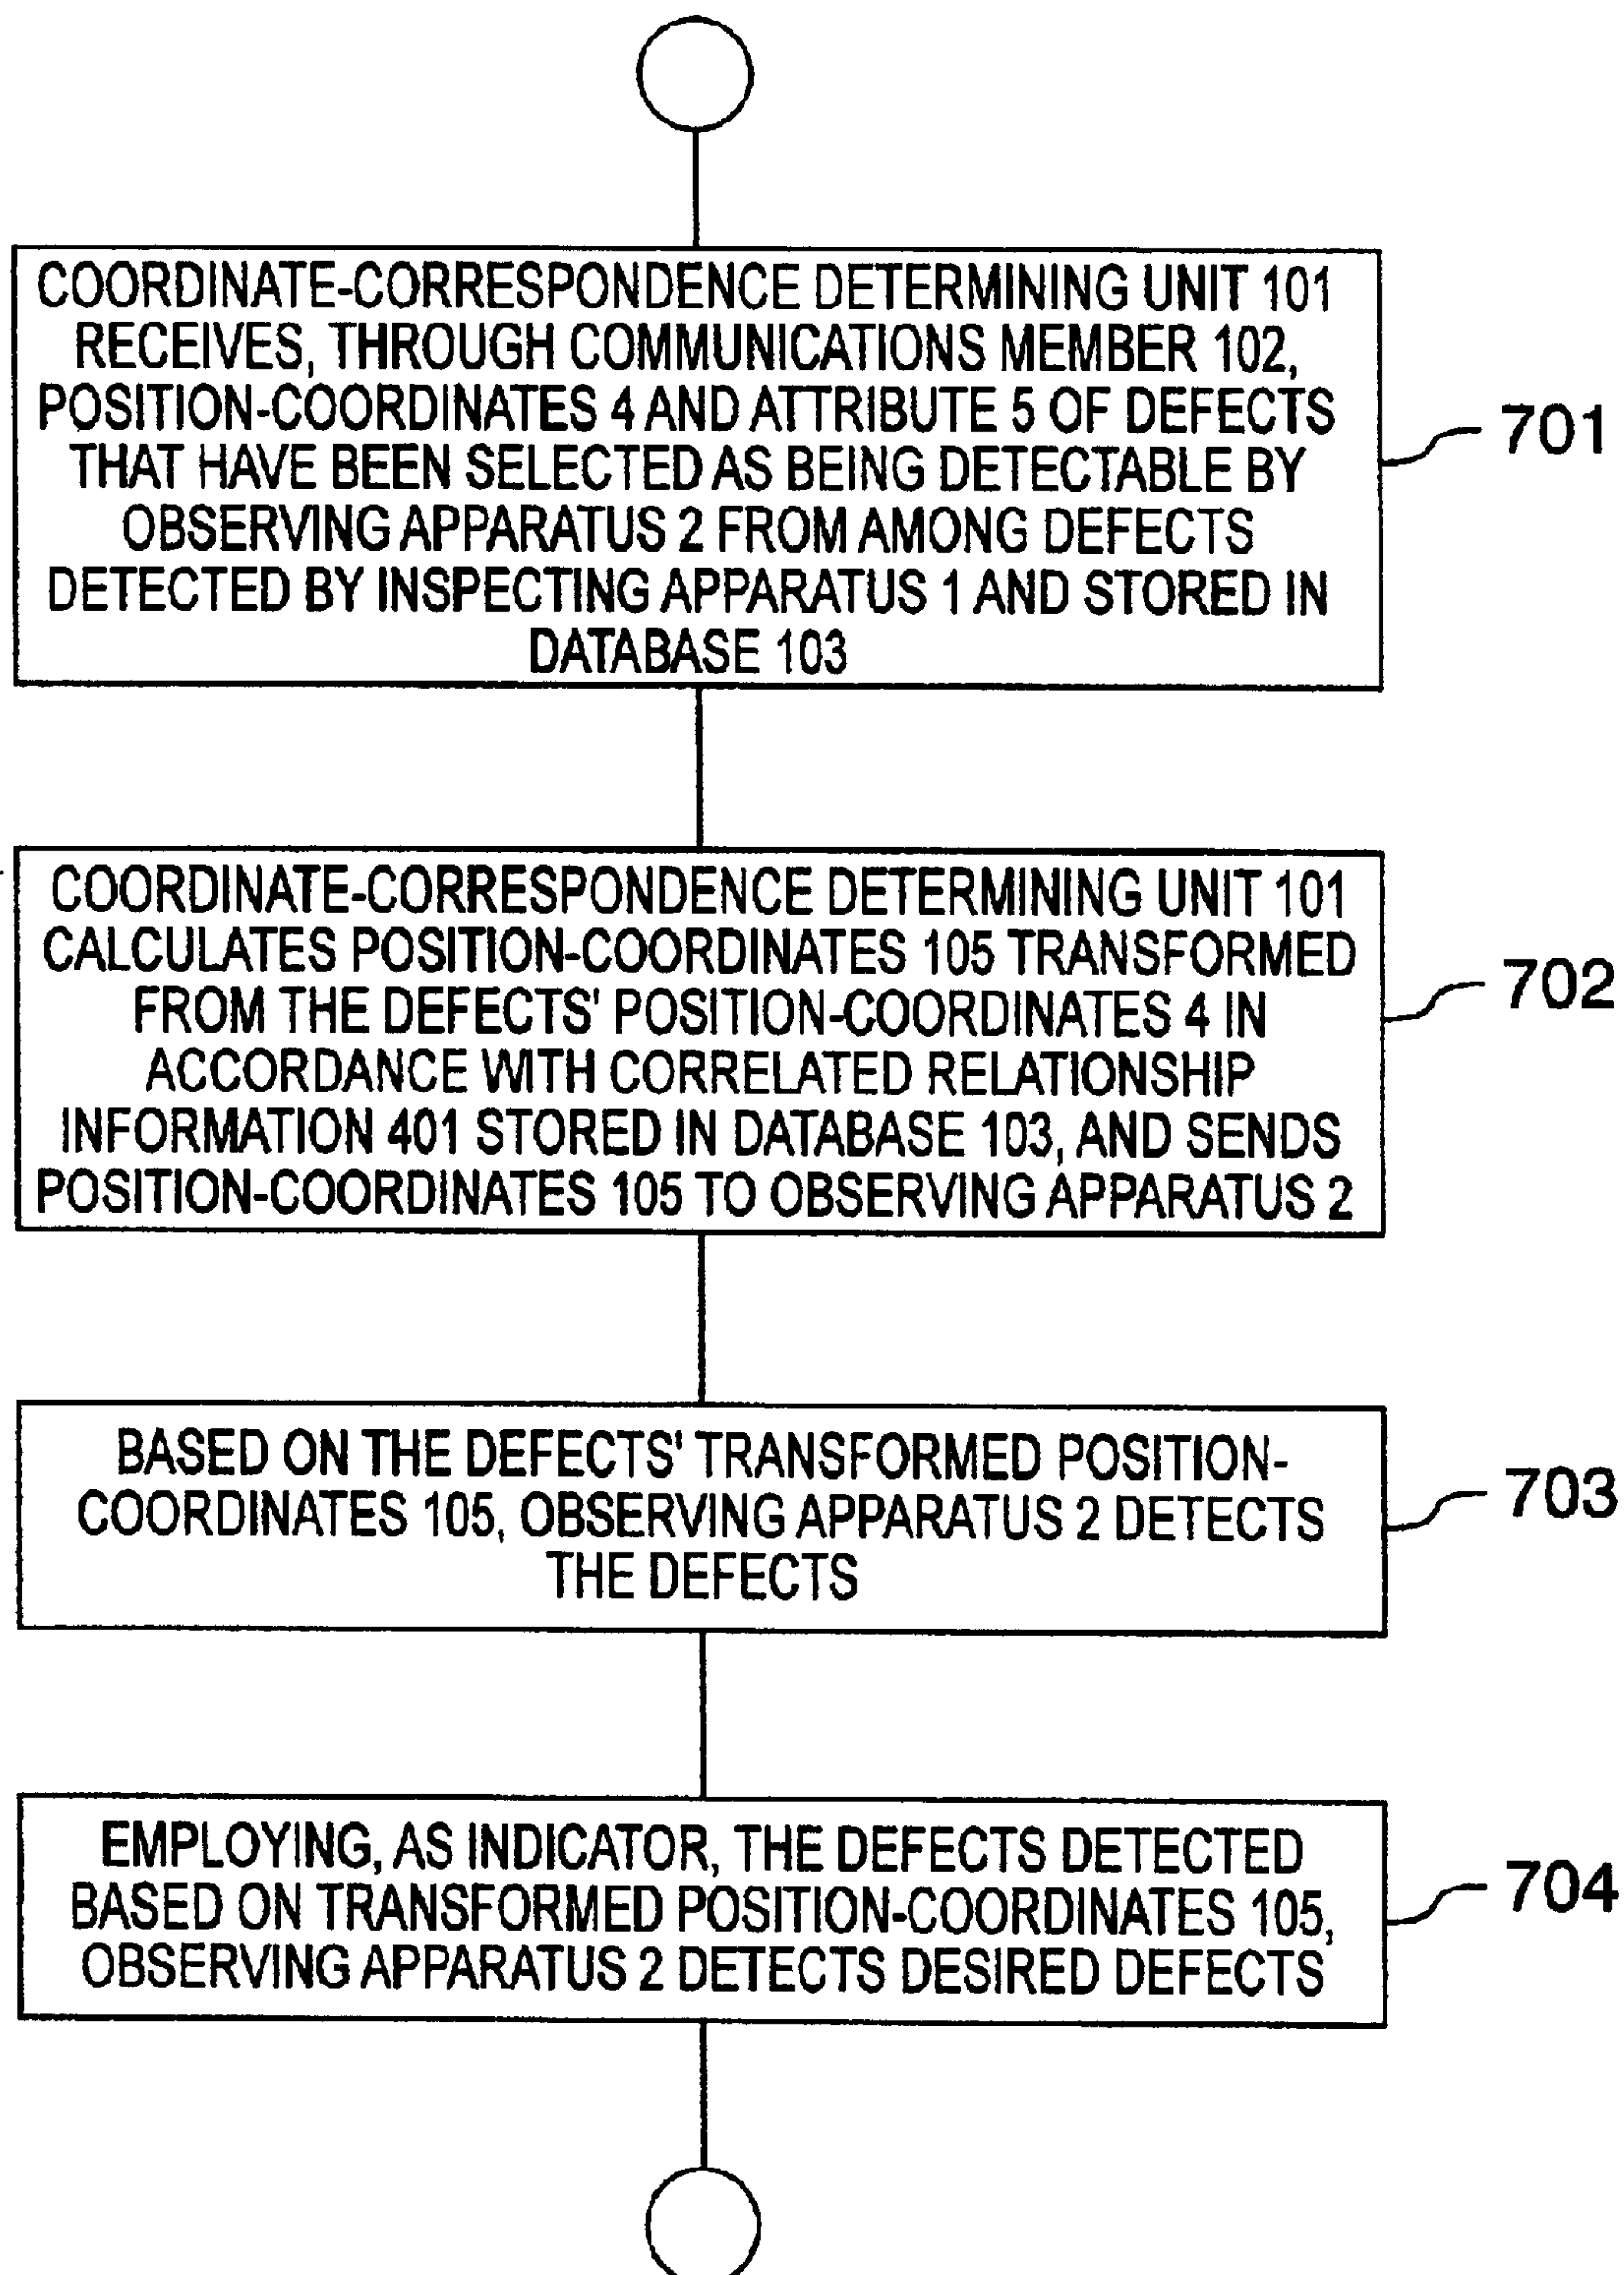 COORDINATE-CORRESPONDENCE DETERMINING UNIT 101
RECEIVES, THROUGH COMMUNICATIONS MEMBER 102,
POSITION-COORDINATES 4 AND ATTRIBUTE 5 OF DEFECTS
THAT HAVE BEEN SELECTED AS BEING DETECTABLE BY
OBSERVING APPARATUS 2 FROM AMONG DEFECTS
DETECTED BY INSPECTING APPARATUS 1 AND STORED IN
DATABASE 103
701
COORDINATE-CORRESPONDENCE DETERMINING UNIT 101
CALCULATES POSITION-COORDINATES 105 TRANSFORMED
FROM THE DEFECTS' POSITION-COORDINATES 4 IN
ACCORDANCE WITH CORRELATED RELATIONSHIP
INFORMATION 401 STORED IN DATABASE 103, AND SENDS
POSITION-COORDINATES 105 TO OBSERVING APPARATUS 2
702
BASED ON THE DEFECTS' TRANSFORMED POSITION-
COORDINATES 105, OBSERVING APPARATUS 2 DETECTS
THE DEFECTS
703
EMPLOYING, AS INDICATOR, THE DEFECTS DETECTED
BASED ON TRANSFORMED POSITION-COORDINATES 105,
OBSERVING APPARATUS 2 DETECTS DESIRED DEFECTS
704